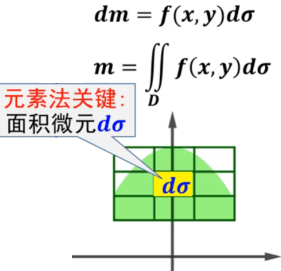 dm = f(x, y)dσ
m = ∬_D f(x, y)dσ
元素法关键:
面积微元dσ
dσ